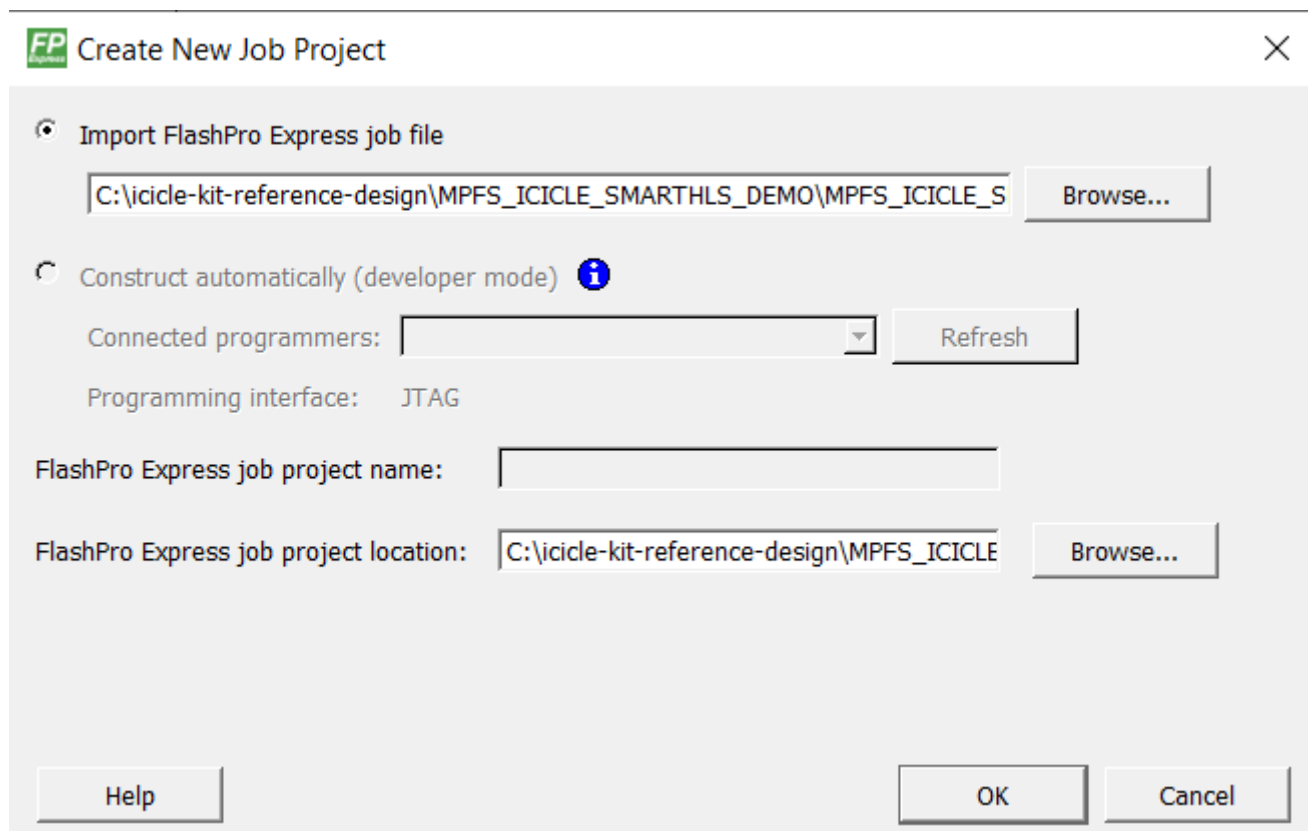 FP Express Create New Job Project
Import FlashPro Express job file
C:\icicle-kit-reference-design\MPFS_ICICLE_SMARTHLS_DEMO\MPFS_ICICLE_S Browse...
Construct automatically (developer mode) i
Connected programmers: Refresh
Programming interface: JTAG
FlashPro Express job project name:
FlashPro Express job project location: C:\icicle-kit-reference-design\MPFS_ICICLE Browse...
Help OK Cancel